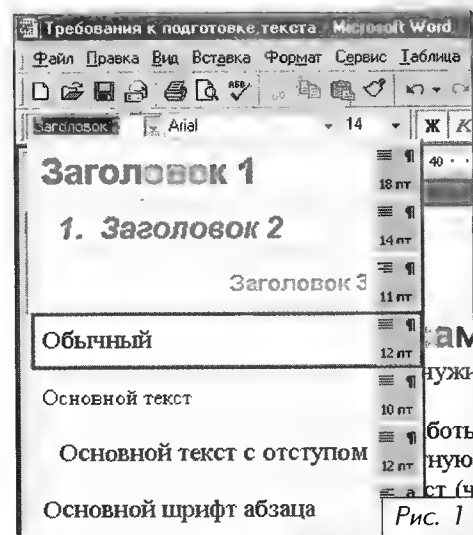 Требования к подготовке текста Microsoft Word
Файл Правка Вид Вставка Формат Сервис Таблица
Arial 14 Ж К
Заголовок 1 18 пт 40
1. Заголовок 2 14 пт
Заголовок 3 11 пт
Обычный 12 пт
Основной текст 10 пт
Основной текст с отступом 12 пт
Основной шрифт абзаца a
Рис. 1